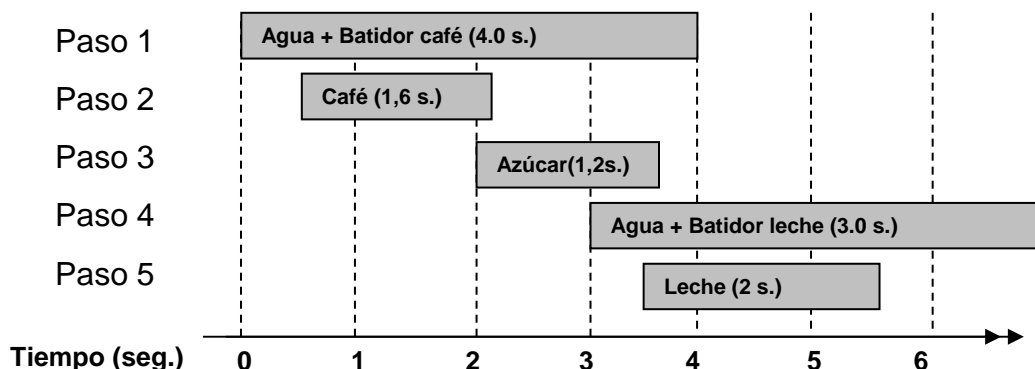 Paso 1
Agua + Batidor café (4.0 s.)
Paso 2
Café (1,6 s.)
Paso 3
Azúcar(1,2s.)
Paso 4
Agua + Batidor leche (3.0 s.)
Paso 5
Leche (2 s.)
Tiempo (seg.) 0 1 2 3 4 5 6